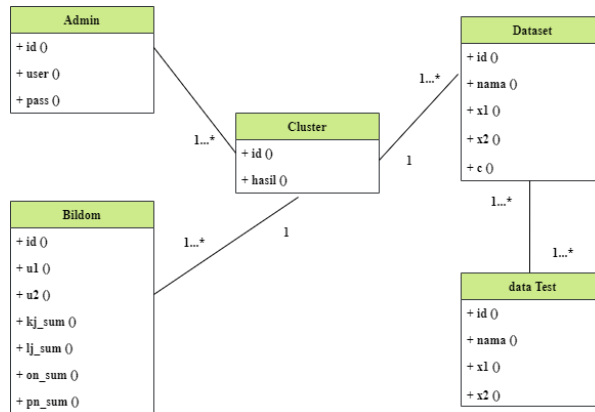 Admin
+ id ()
+ user ()
+ pass ()
1...*
Cluster
+ id ()
+ hasil ()
1...*
1
Dataset
+ id ()
+ nama ()
+ x1 ()
+ x2 ()
+ c ()
Bildom
+ id ()
+ u1 ()
+ u2 ()
+ kj_sum ()
+ lj_sum ()
+ on_sum ()
+ pn_sum ()
1...*
1
1...*
1...*
data Test
+ id ()
+ nama ()
+ x1 ()
+ x2 ()